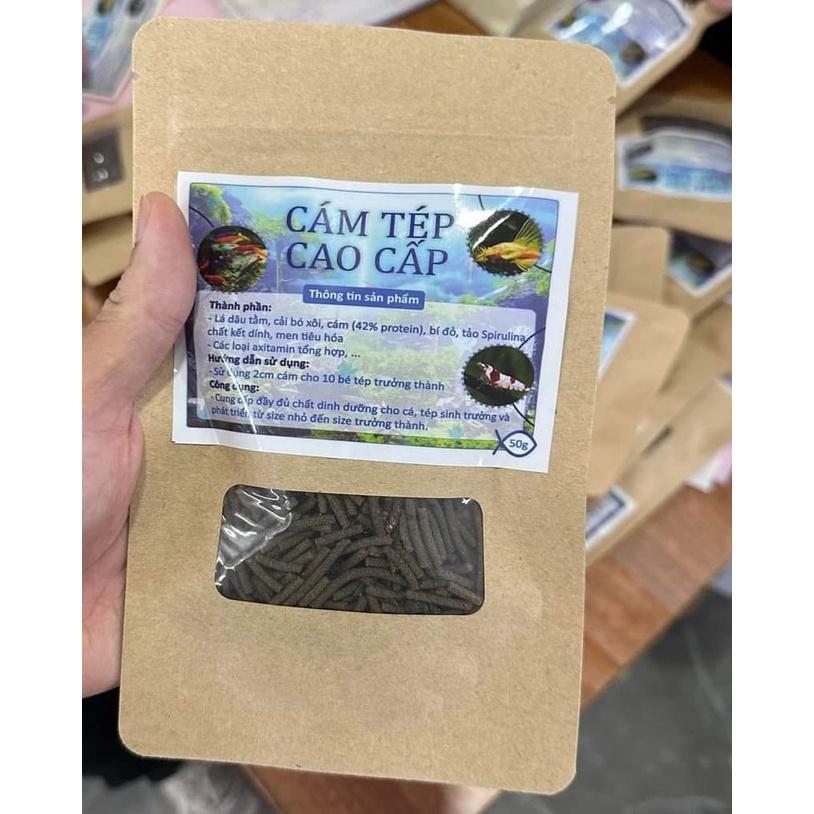 CÁM TÉP
CAO CẤP
Thông tin sản phẩm
Thành phần:
- Lá dâu tằm, cải bó xôi, cám (42% protein), bí đỏ, tảo Spirulina,
chất kết dính, men tiêu hóa
- Các loại axitamin tổng hợp, ...
Hướng dẫn sử dụng:
- Sử dụng 2cm cám cho 10 bé tép trưởng thành
Công dụng:
- Cung cấp đầy đủ chất dinh dưỡng cho cá, tép sinh trưởng và
phát triển từ size nhỏ đến size trưởng thành.
50g